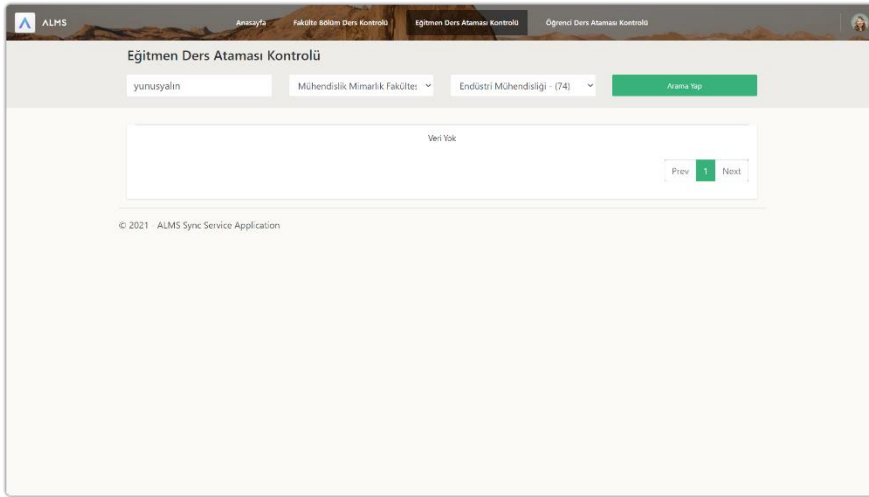 ALMS
Anasayfa
Fakülte Bölüm Ders Kontrolü
Eğitmen Ders Ataması Kontrolü
Öğrenci Ders Ataması Kontrolü
Eğitmen Ders Ataması Kontrolü
yunusyalın
Mühendislik Mimarlık Fakültes
Endüstri Mühendisliği - (74)
Arama Yap
Veri Yok
Prev 1 Next
© 2021 - ALMS Sync Service Application